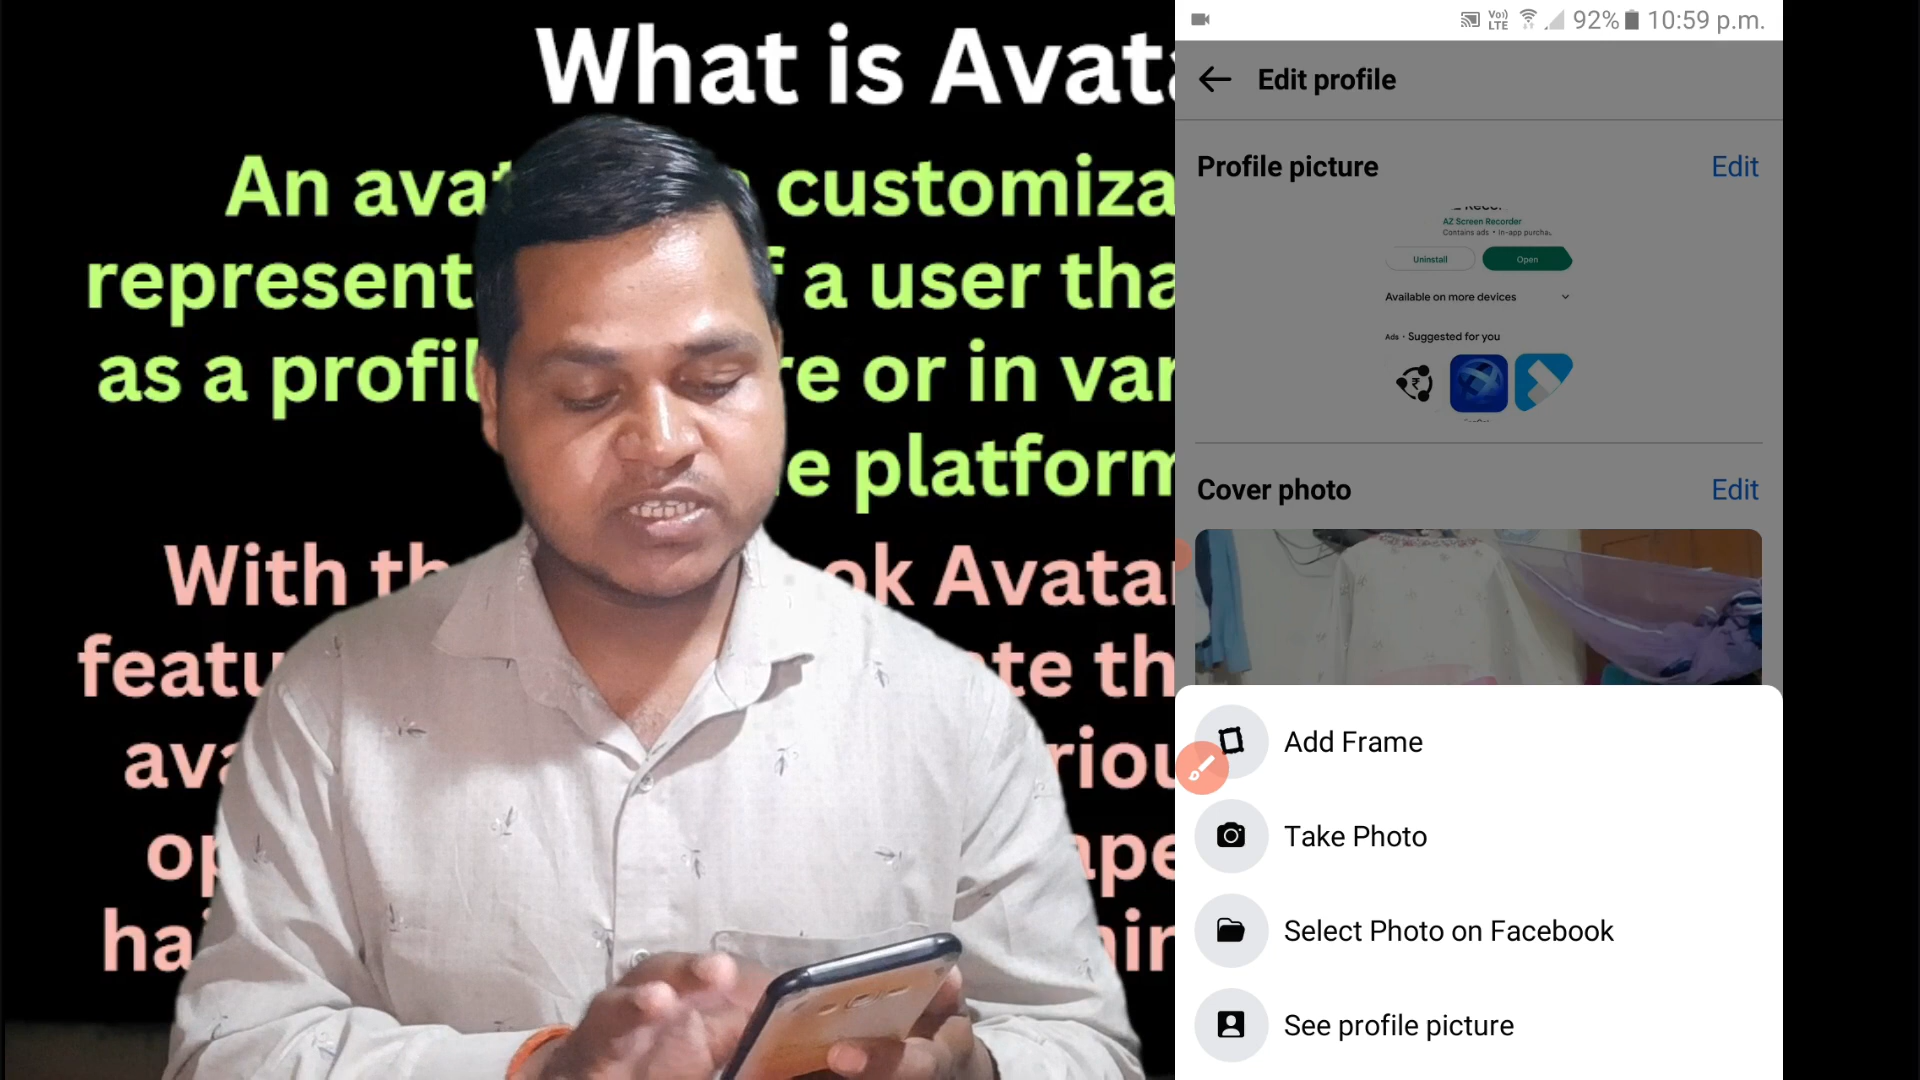 What is Avata
An ava customiza
represent f a user tha
as a profil re or in var
e platform
With th ok Avatar
featu te th
ava riou
op ape
ha
Vo)
LTE
92% 10:59 p.m.
Edit profile
Profile picture
Edit
AZ Screen Recorder
Contains ads • In-app purcha
Uninstall
Open
Available on more devices
Ads • Suggested for you
Cover photo
Edit
Add Frame
Take Photo
Select Photo on Facebook
See profile picture